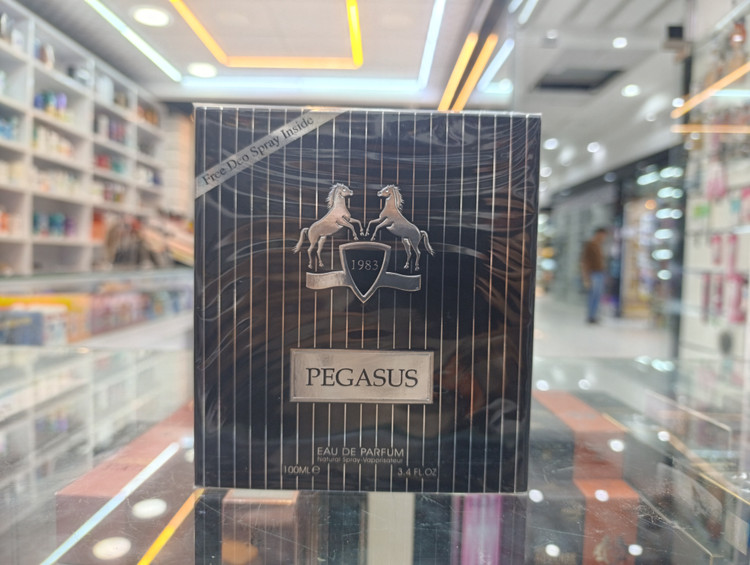 Free Deo Spray Inside
1983
PEGASUS
EAU DE PARFUM
Natural Spray Vaporisateur
100ML ℮ 3.4 FL OZ